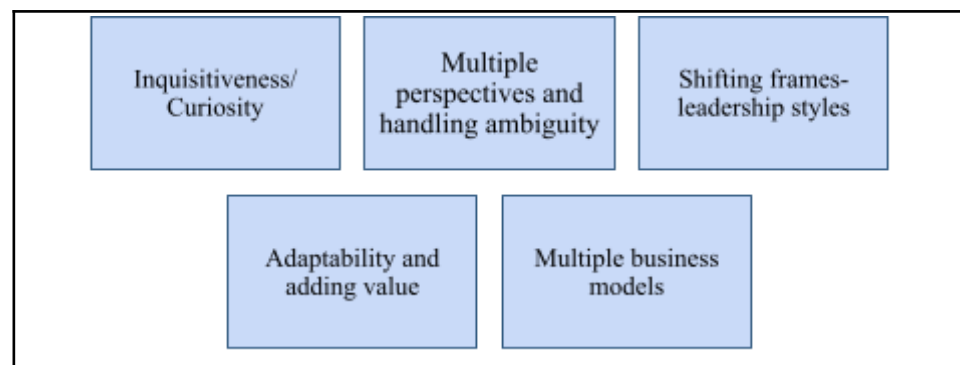 Inquisitiveness/
Curiosity
Multiple
perspectives and
handling ambiguity
Shifting frames-
leadership styles
Adaptability and
adding value
Multiple business
models